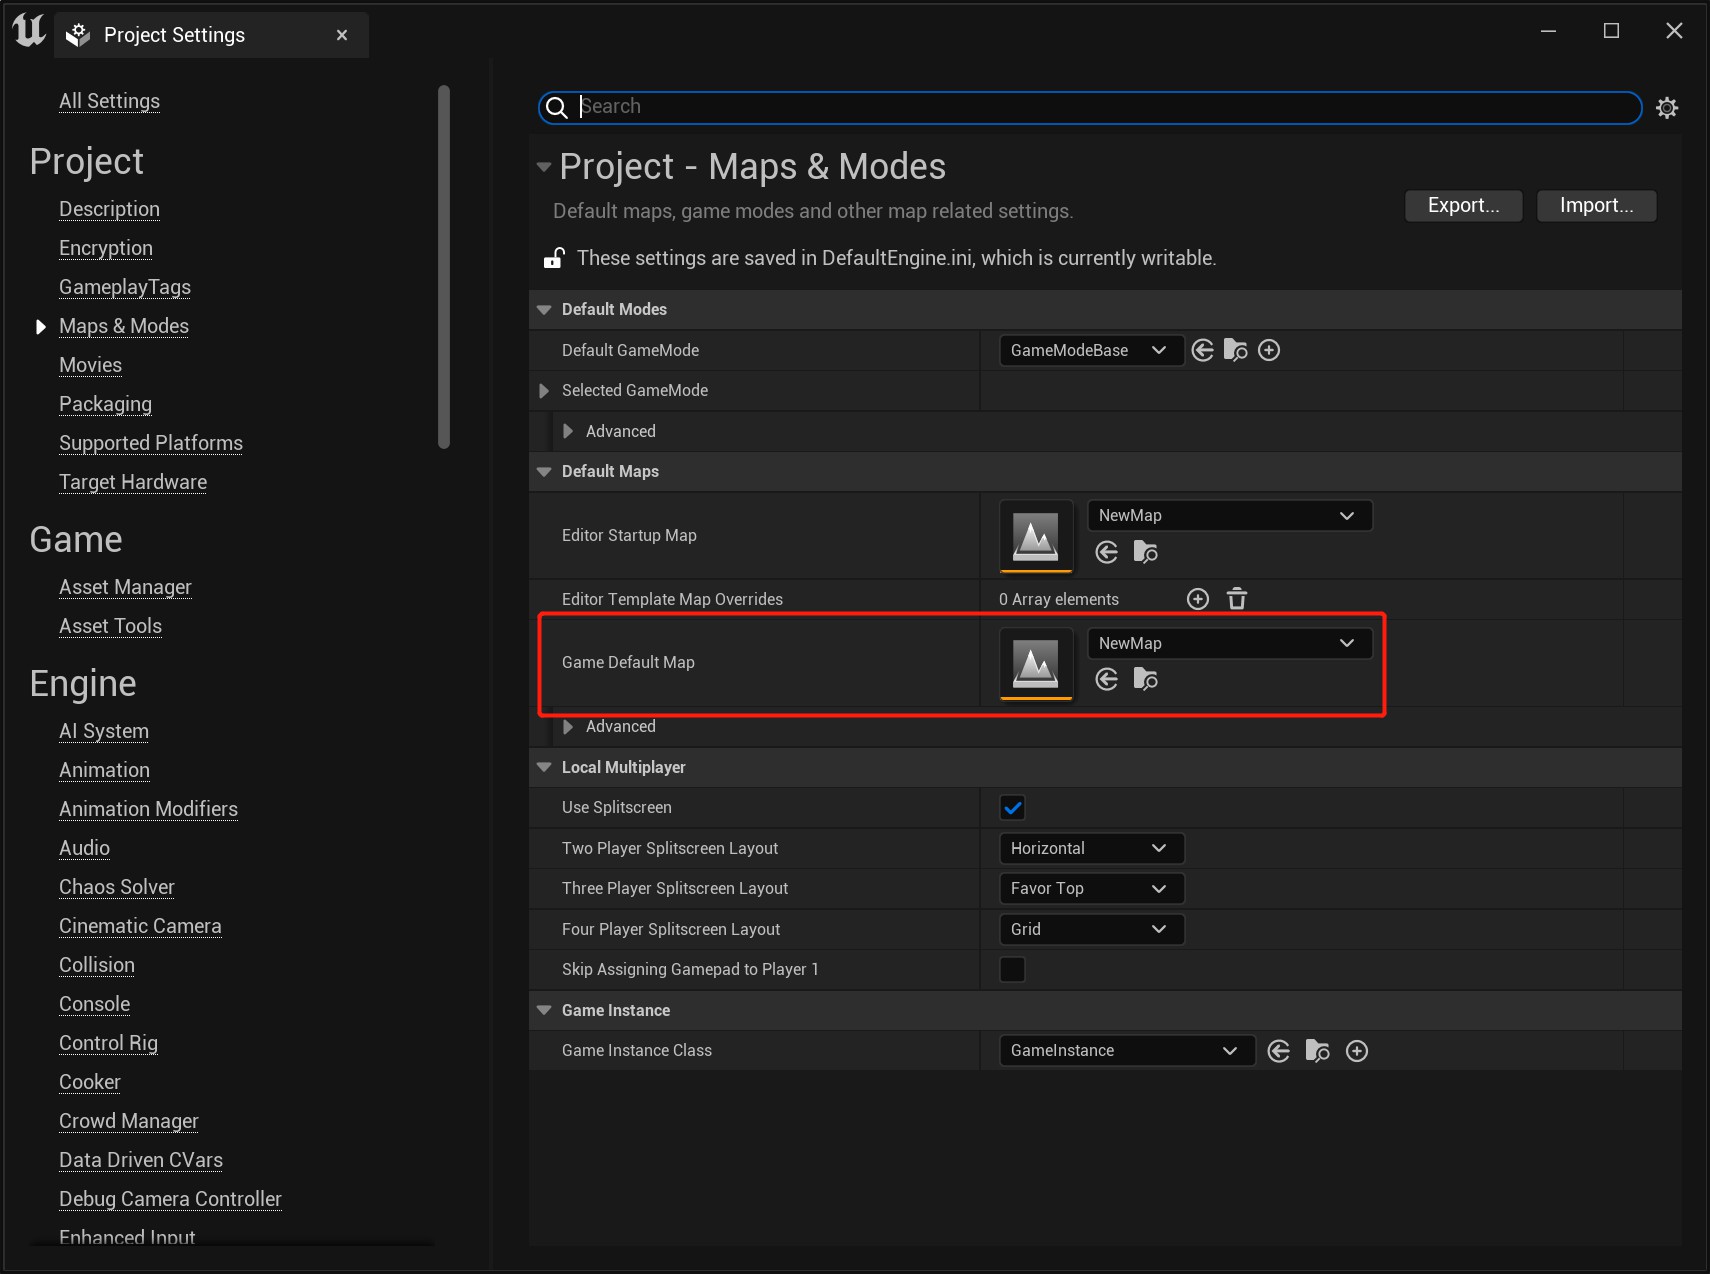 Project Settings
All Settings
Project
Description
Encryption
GameplayTags
Maps & Modes
Movies
Packaging
Supported Platforms
Target Hardware
Game
Asset Manager
Asset Tools
Engine
AI System
Animation
Animation Modifiers
Audio
Chaos Solver
Cinematic Camera
Collision
Console
Control Rig
Cooker
Crowd Manager
Data Driven CVars
Debug Camera Controller
Enhanced Input
Search
Project - Maps & Modes
Default maps, game modes and other map related settings.
Export...
Import...
These settings are saved in DefaultEngine.ini, which is currently writable.
Default Modes
Default GameMode
GameModeBase
Selected GameMode
Advanced
Default Maps
Editor Startup Map
NewMap
Editor Template Map Overrides
0 Array elements
Game Default Map
NewMap
Advanced
Local Multiplayer
Use Splitscreen
Two Player Splitscreen Layout
Horizontal
Three Player Splitscreen Layout
Favor Top
Four Player Splitscreen Layout
Grid
Skip Assigning Gamepad to Player 1
Game Instance
Game Instance Class
GameInstance